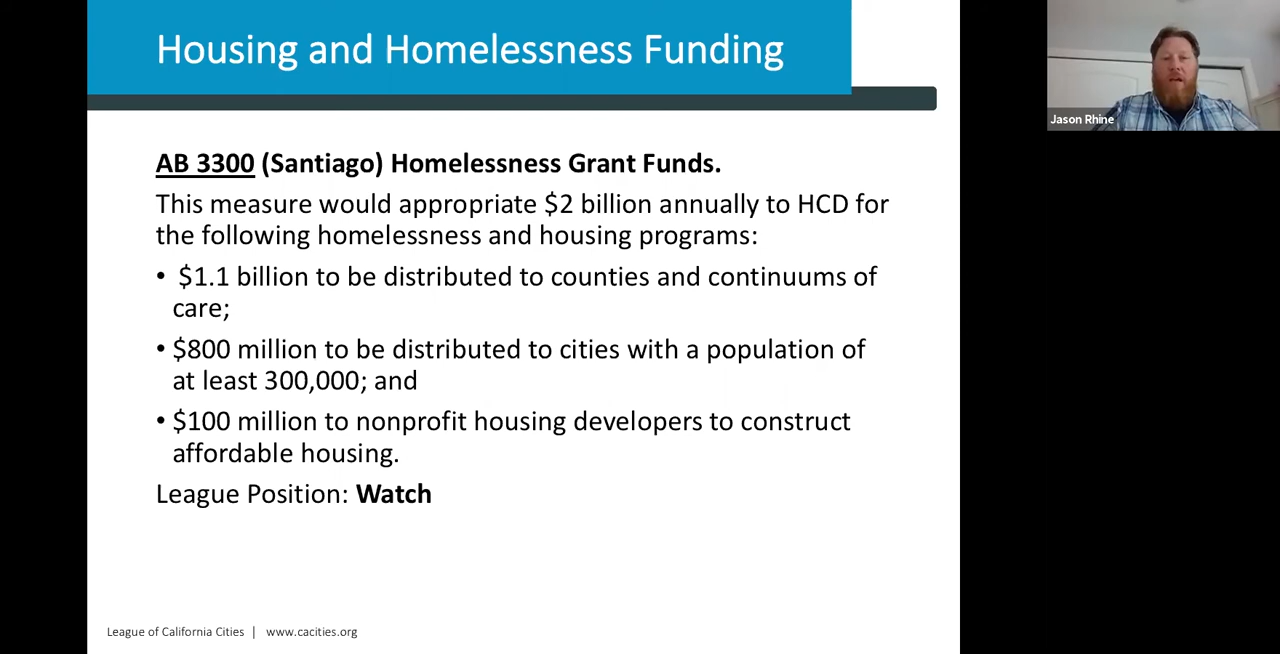 Housing and Homelessness Funding
Jason Rhine
AB 3300 (Santiago) Homelessness Grant Funds.
This measure would appropriate $2 billion annually to HCD for
the following homelessness and housing programs:
• $1.1 billion to be distributed to counties and continuums of
care;
• $800 million to be distributed to cities with a population of
at least 300,000; and
• $100 million to nonprofit housing developers to construct
affordable housing.
League Position: Watch
League of California Cities | www.cacities.org